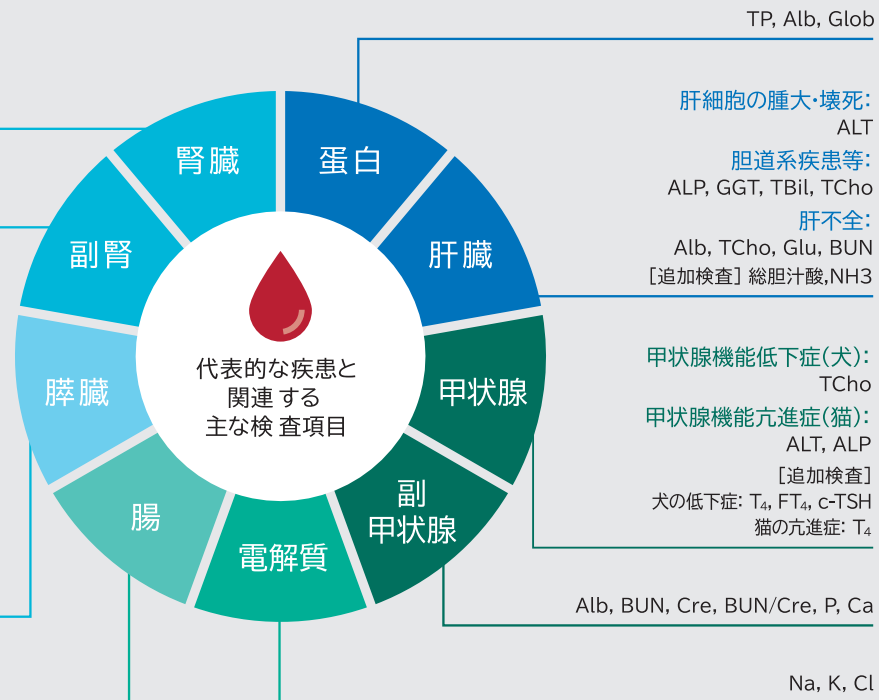 TP, Alb, Glob
肝細胞の腫大・壊死：
ALT
胆道系疾患等：
ALP, GGT, TBil, TCho
肝不全：
Alb, TCho, Glu, BUN
［追加検査］総胆汁酸,NH3
甲状腺機能低下症（犬）：
TCho
甲状腺機能亢進症（猫）：
ALT, ALP
［追加検査］
犬の低下症： T₄, FT₄, c-TSH
猫の亢進症： T₄
Alb, BUN, Cre, BUN/Cre, P, Ca
Na, K, Cl
腎臓
蛋白
副腎
肝臓
膵臓
甲状腺
腸
副
甲状腺
電解質
代表的な疾患と
関連する
主な検査項目